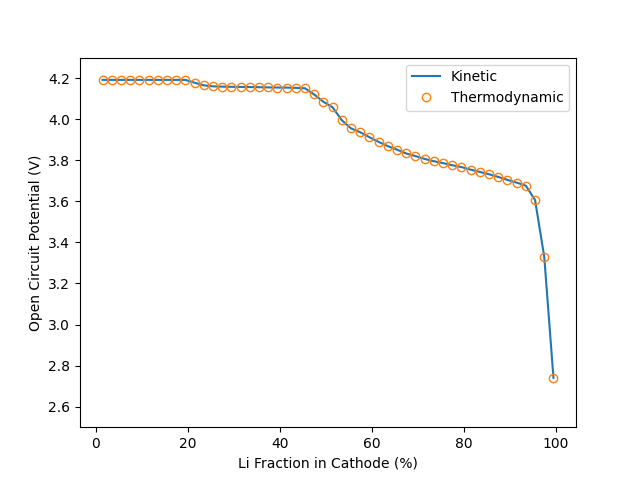 Kinetic
Thermodynamic
4.2
4.0
3.8
3.6
3.4
3.2
3.0
2.8
2.6
Open Circuit Potential (V)
0 20 40 60 80 100
Li Fraction in Cathode (%)